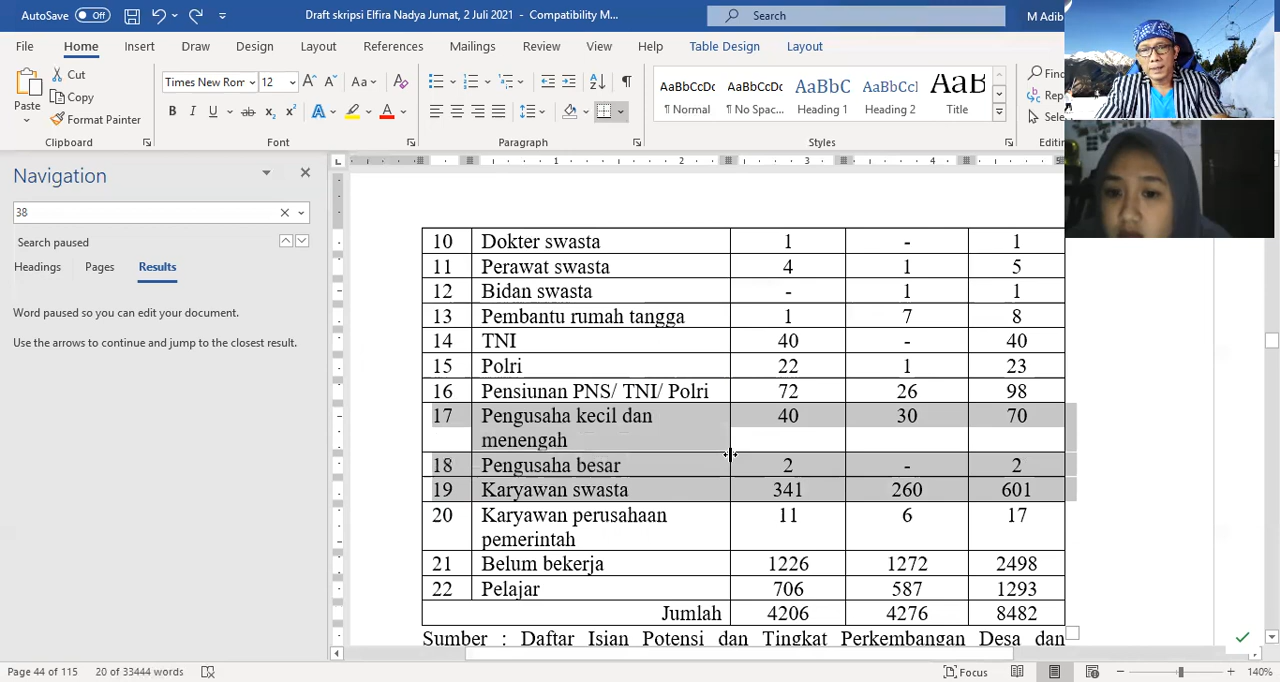 AutoSave Off Draft skripsi Elfira Nadya Jumat, 2 Juli 2021 - Compatibility M... Search M Adib
File Home Insert Draw Design Layout References Mailings Review View Help Table Design Layout
Paste Cut Copy Format Painter
Times New Rom 12
AaBbCcDc AaBbCcDc AaBbC AaBbCcl AaB
¶ Normal ¶ No Spac... Heading 1 Heading 2 Title
Clipboard Font Paragraph Styles
Navigation
38
Search paused
Headings Pages Results
Word paused so you can edit your document.
Use the arrows to continue and jump to the closest result.
10 Dokter swasta 1 - 1
11 Perawat swasta 4 1 5
12 Bidan swasta - 1 1
13 Pembantu rumah tangga 1 7 8
14 TNI 40 - 40
15 Polri 22 1 23
16 Pensiunan PNS/ TNI/ Polri 72 26 98
17 Pengusaha kecil dan 40 30 70
menengah
18 Pengusaha besar 2 - 2
19 Karyawan swasta 341 260 601
20 Karyawan perusahaan 11 6 17
pemerintah
21 Belum bekerja 1226 1272 2498
22 Pelajar 706 587 1293
Jumlah 4206 4276 8482
Sumber : Daftar Isian Potensi dan Tingkat Perkembangan Desa dan
Page 44 of 115 20 of 33444 words Focus 140%